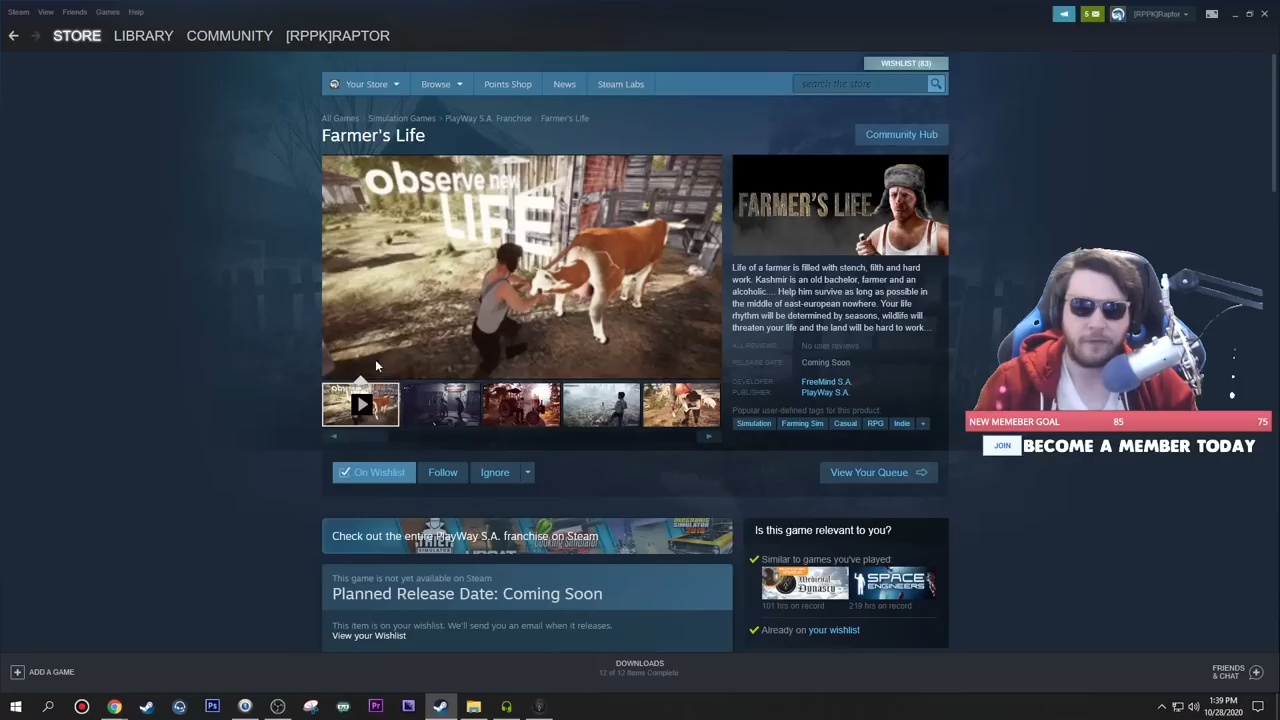 Steam View Friends Games Help
5
[RPPK]Raptor
STORE LIBRARY COMMUNITY [RPPK]RAPTOR
WISHLIST (83)
Your Store Browse Points Shop News Steam Labs search the store
All Games > Simulation Games > PlayWay S.A. Franchise > Farmer's Life
Farmer's Life
Community Hub
observe new
LIFE
FARMER'S LIFE
Life of a farmer is filled with stench, filth and hard
work. Kashmir is an old bachelor, farmer and an
alcoholic.... Help him survive as long as possible in
the middle of east-european nowhere. Your life
rhythm will be determined by seasons, wildlife will
threaten your life and the land will be hard to work...
ALL REVIEWS: No user reviews
RELEASE DATE: Coming Soon
DEVELOPER: FreeMind S.A.
PUBLISHER: PlayWay S.A.
Popular user-defined tags for this product:
Simulation Farming Sim Casual RPG Indie +
NEW MEMEBER GOAL 85 75
JOIN BECOME A MEMBER TODAY
On Wishlist Follow Ignore
View Your Queue
Check out the entire PlayWay S.A. franchise on Steam
Is this game relevant to you?
Similar to games you've played:
Medieval Dynasty
SPACE ENGINEERS
101 hrs on record 219 hrs on record
Already on your wishlist
This game is not yet available on Steam
Planned Release Date: Coming Soon
This item is on your wishlist. We'll send you an email when it releases.
View your Wishlist
ADD A GAME
DOWNLOADS
12 of 12 Items Complete
FRIENDS & CHAT
1:39 PM
10/28/2020